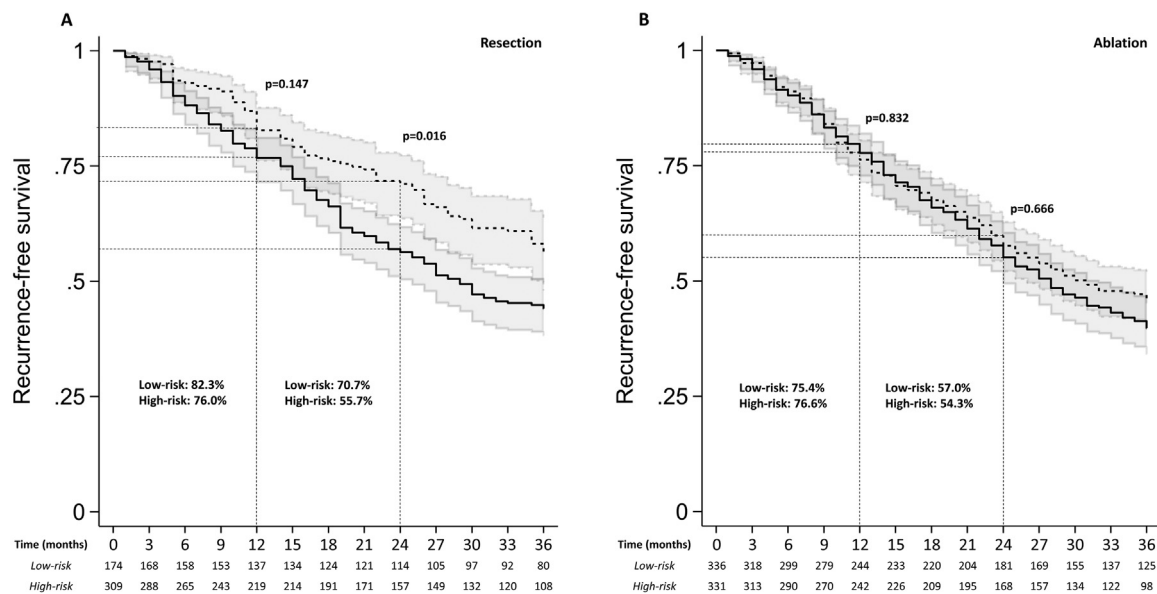 A
Resection
Recurrence-free survival
1
.75
.5
.25
0
p=0.147
p=0.016
Low-risk: 82.3%
High-risk: 76.0%
Low-risk: 70.7%
High-risk: 55.7%
Time (months) 0 3 6 9 12 15 18 21 24 27 30 33 36
Low-risk 174 168 158 153 137 134 124 121 114 105 97 92 80
High-risk 309 288 265 243 219 214 191 171 157 149 132 120 108
B
Ablation
Recurrence-free survival
1
.75
.5
.25
0
p=0.832
p=0.666
Low-risk: 75.4%
High-risk: 76.6%
Low-risk: 57.0%
High-risk: 54.3%
Time (months) 0 3 6 9 12 15 18 21 24 27 30 33 36
Low-risk 336 318 299 279 244 233 220 204 181 169 155 137 125
High-risk 331 313 290 270 242 226 209 195 168 157 134 122 98